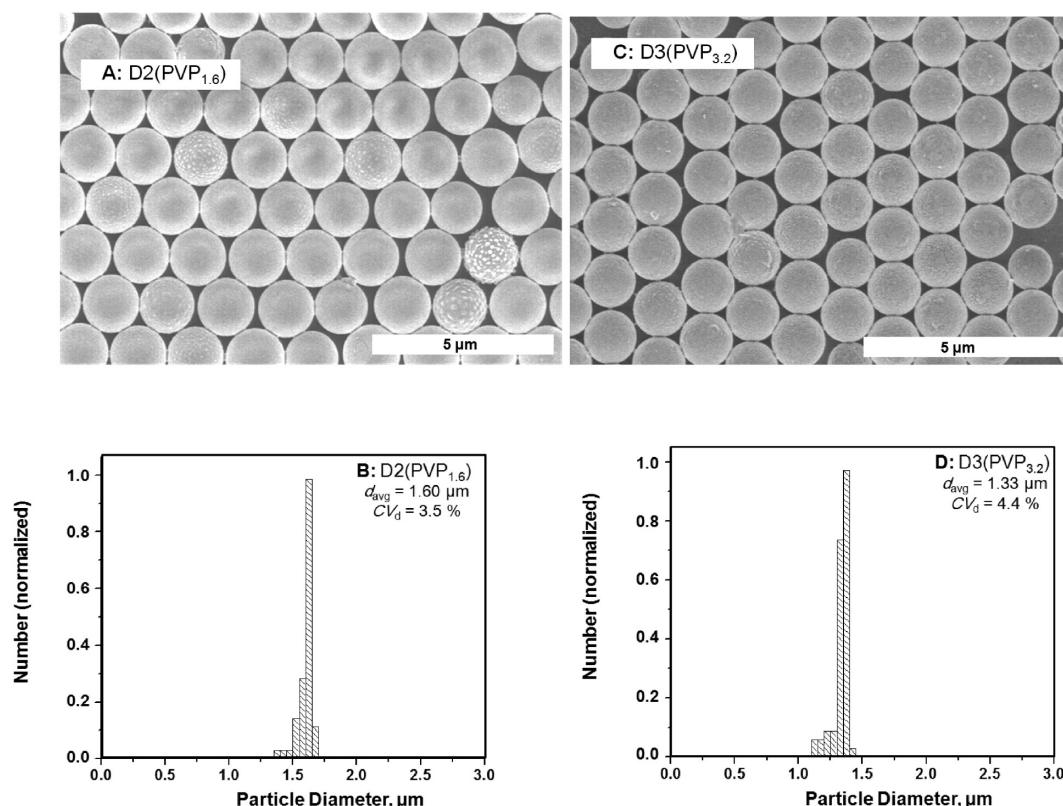 A: D2(PVP1.6)
5 µm
C: D3(PVP3.2)
5 µm
B: D2(PVP1.6)
davg = 1.60 µm
CVd = 3.5 %
Number (normalized)
1.0
0.8
0.6
0.4
0.2
0.0
0.0 0.5 1.0 1.5 2.0 2.5 3.0
Particle Diameter, µm
D: D3(PVP3.2)
davg = 1.33 µm
CVd = 4.4 %
Number (normalized)
1.0
0.8
0.6
0.4
0.2
0.0
0.0 0.5 1.0 1.5 2.0 2.5 3.0
Particle Diameter, µm